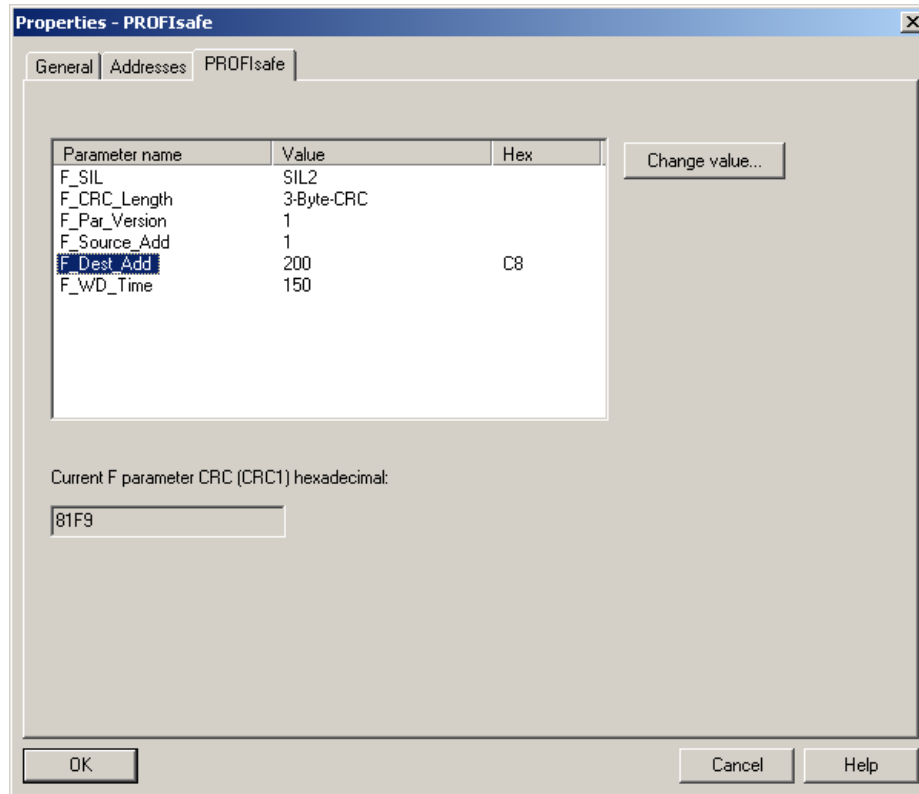 Properties - PROFIsafe
General Addresses PROFIsafe
Parameter name Value Hex
Change value...
F_SIL SIL2
F_CRC_Length 3-Byte-CRC
F_Par_Version 1
F_Source_Add 1
F_Dest_Add 200 C8
F_WD_Time 150
Current F parameter CRC (CRC1) hexadecimal:
81F9
OK Cancel Help